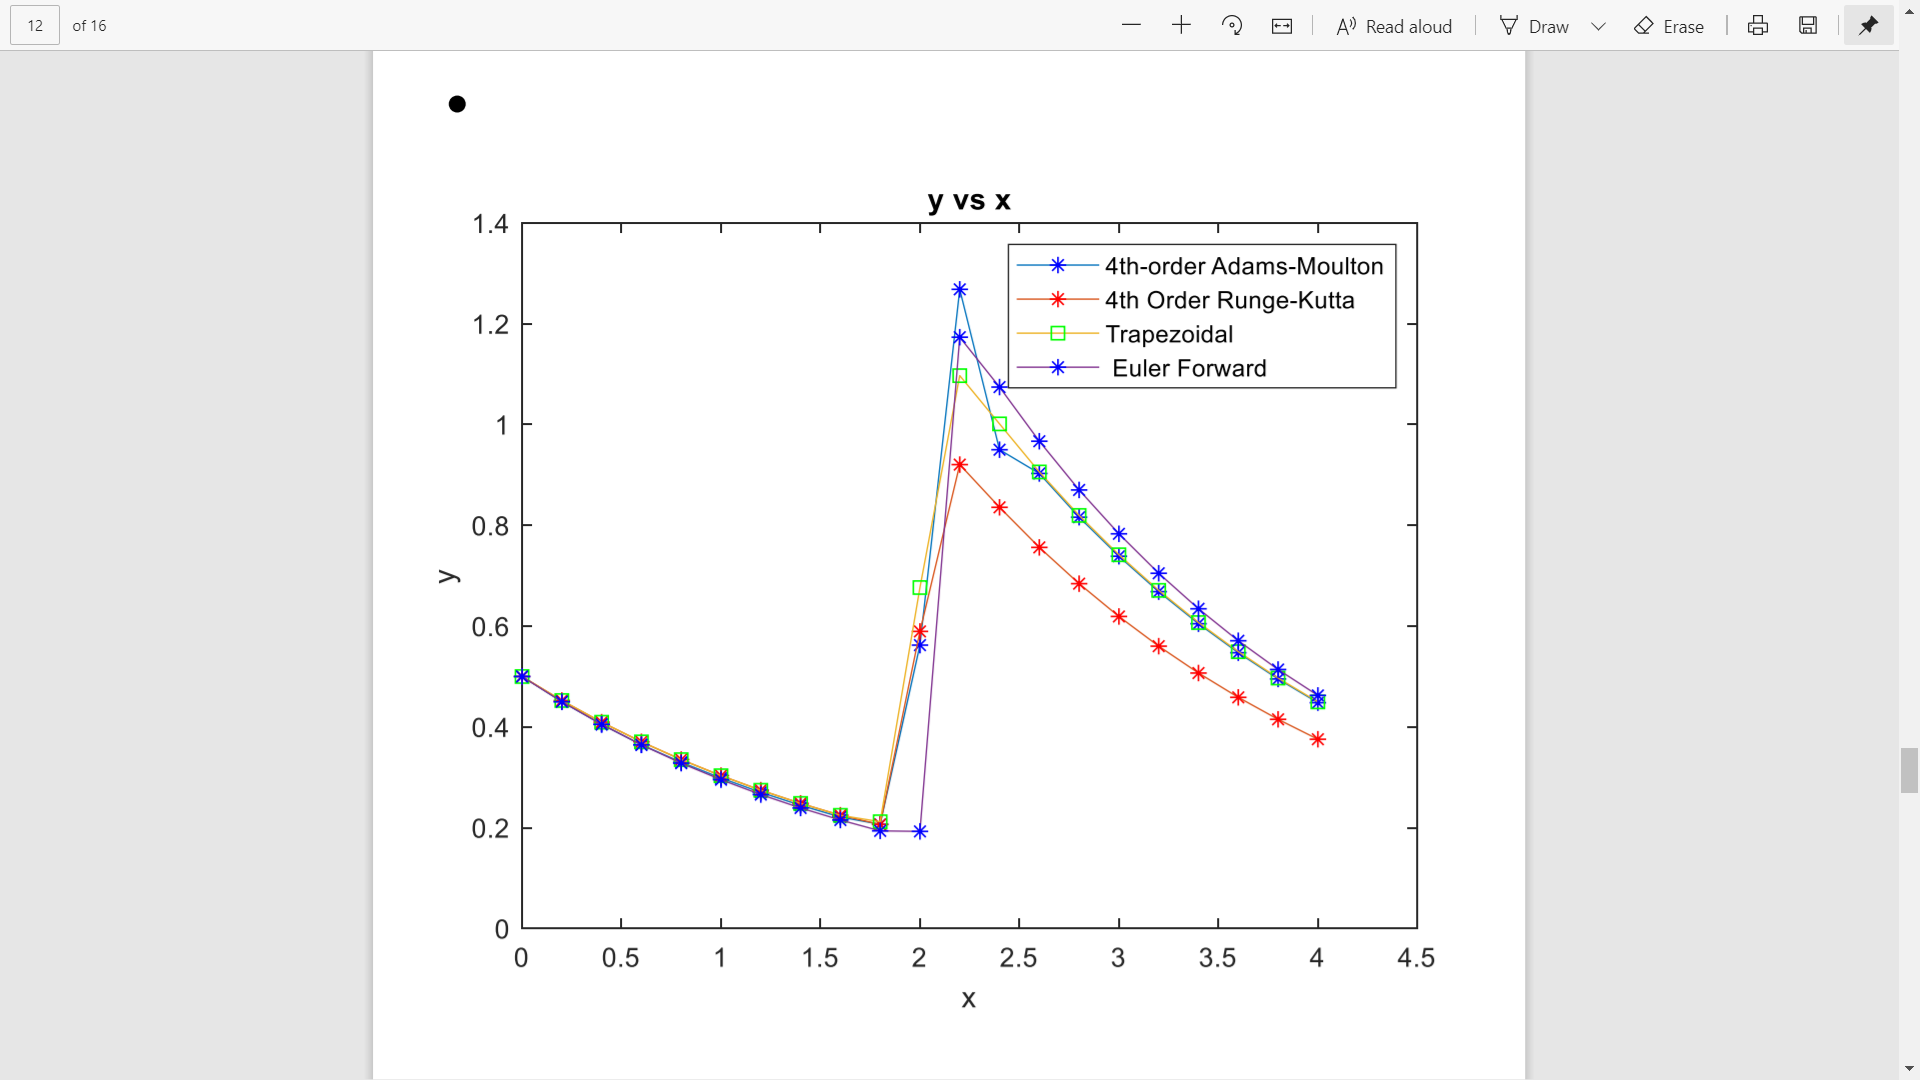 12 of 16 Read aloud Draw Erase
y vs x
1.4
1.2
1
0.8
0.6
0.4
0.2
0
y
4th-order Adams-Moulton
4th Order Runge-Kutta
Trapezoidal
Euler Forward
0 0.5 1 1.5 2 2.5 3 3.5 4 4.5
x